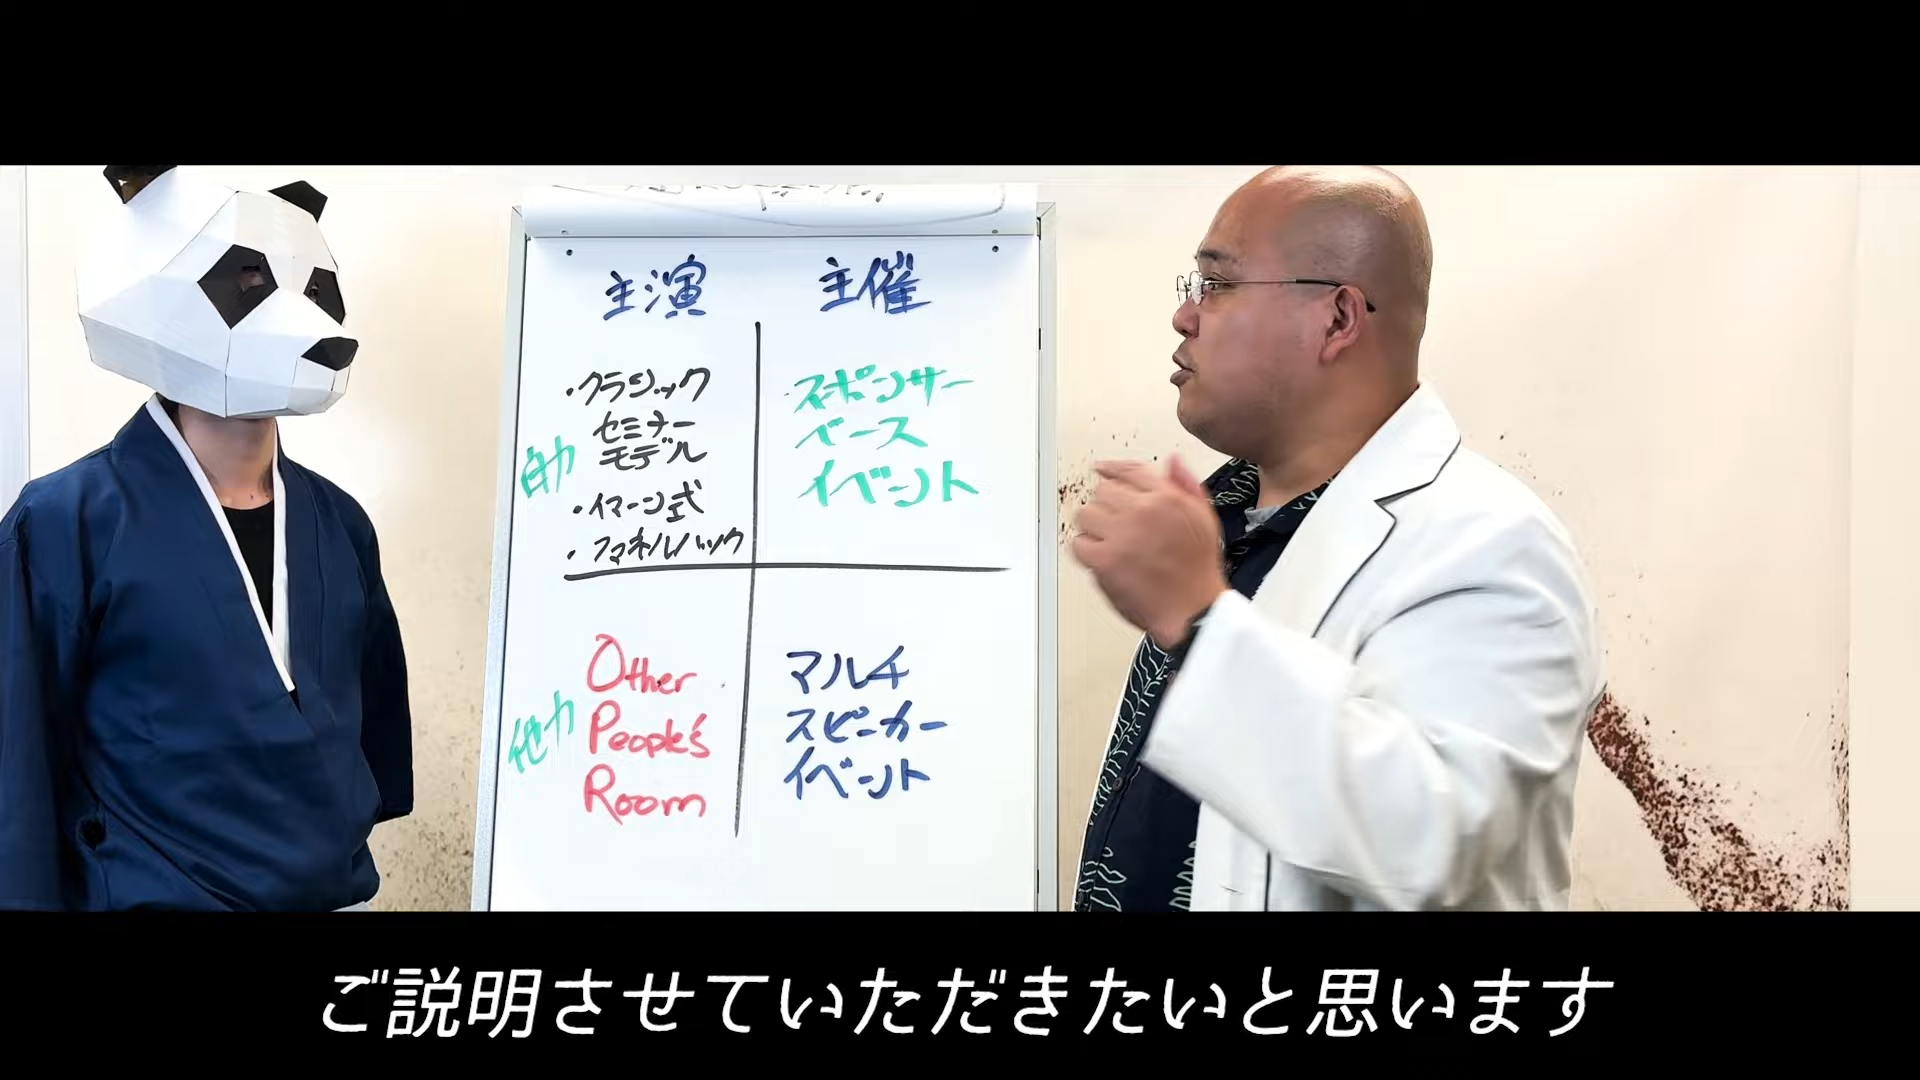 主演
主催
・クラシック
セミナー
モデル
・イマーン式
・ファネルハック
自力
スポンサー
ベース
イベント
他力
Other
People's
Room
マルチ
スピーカー
イベント
ご説明させていただきたいと思います